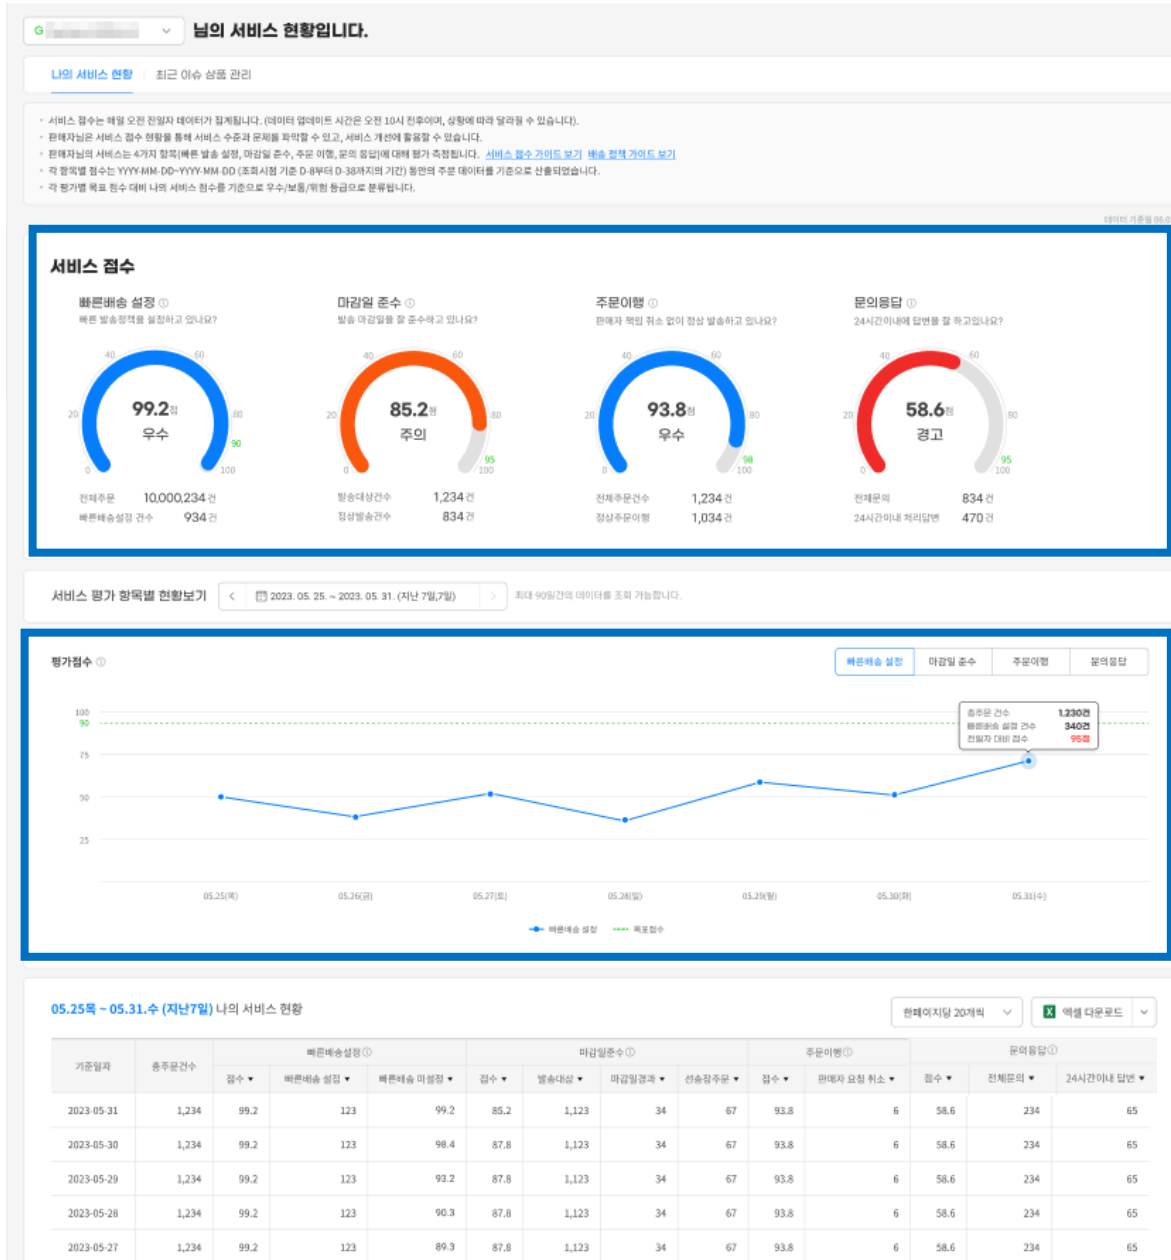 G
님의 서비스 현황입니다.
나의 서비스 현황 최근 이슈 상품 관리
서비스 점수는 매일 오전 전일자 데이터가 집계됩니다. (데이터 업데이트 시간은 오전 10시 전후이며, 상황에 따라 달라질 수 있습니다).
판매자님은 서비스 점수 현황을 통해 서비스 수준과 문제를 파악할 수 있고, 서비스 개선에 활용할 수 있습니다.
판매자님의 서비스는 4가지 항목(빠른 발송 설정, 마감일 준수, 주문 이행, 문의 응답)에 대해 평가 측정됩니다. 서비스 점수 가이드 보기 배송 정책 가이드 보기
각 항목별 점수는 YYYY-MM-DD~YYYY-MM-DD (조회시점 기준 D-8부터 D-38까지의 기간) 동안의 주문 데이터를 기준으로 산출되었습니다.
각 평가별 목표 점수 대비 나의 서비스 점수를 기준으로 우수/보통/위험 등급으로 분류됩니다.
데이터 기준월 06.0
서비스 점수
빠른배송 설정
빠른 발송정책을 설정하고 있나요?
0 20 40 60 80 90 100
99.2점
우수
전체주문 10,000,234 건
빠른배송설정 건수 934 건
마감일 준수
발송 마감일을 잘 준수하고 있나요?
0 20 40 60 80 95 100
85.2점
주의
발송대상건수 1,234 건
정상발송건수 834 건
주문이행
판매자 책임 취소 없이 정상 발송하고 있나요?
0 20 40 60 80 98 100
93.8점
우수
전체주문건수 1,234 건
정상주문이행 1,034 건
문의응답
24시간이내에 답변을 잘 하고있나요?
0 20 40 60 80 95 100
58.6점
경고
전체문의 834 건
24시간이내 처리답변 470 건
서비스 평가 항목별 현황보기 2023. 05. 25. ~ 2023. 05. 31. (지난 7일,7일) 최대 90일간의 데이터를 조회 가능합니다.
평가점수
빠른배송 설정 마감일 준수 주문이행 문의응답
총주문 건수 1,230건
빠른배송 설정 건수 340건
전일자 대비 점수 95점
100
90
75
50
25
05.25(목) 05.26(금) 05.27(토) 05.28(일) 05.29(월) 05.30(화) 05.31(수)
빠른배송 설정 목표점수
05.25목 ~ 05.31.수 (지난7일) 나의 서비스 현황
한페이지당 20개씩 엑셀 다운로드
기준일자 총주문건수 빠른배송설정 마감일준수 주문이행 문의응답
점수 ▼ 빠른배송 설정 ▼ 빠른배송 미설정 ▼ 점수 ▼ 발송대상 ▼ 마감일경과 ▼ 선송장주문 ▼ 점수 ▼ 판매자 요청 취소 ▼ 점수 ▼ 전체문의 ▼ 24시간이내 답변 ▼
2023-05-31 1,234 99.2 123 99.2 85.2 1,123 34 67 93.8 6 58.6 234 65
2023-05-30 1,234 99.2 123 98.4 87.8 1,123 34 67 93.8 6 58.6 234 65
2023-05-29 1,234 99.2 123 93.2 87.8 1,123 34 67 93.8 6 58.6 234 65
2023-05-28 1,234 99.2 123 90.3 87.8 1,123 34 67 93.8 6 58.6 234 65
2023-05-27 1,234 99.2 123 89.3 87.8 1,123 34 67 93.8 6 58.6 234 65